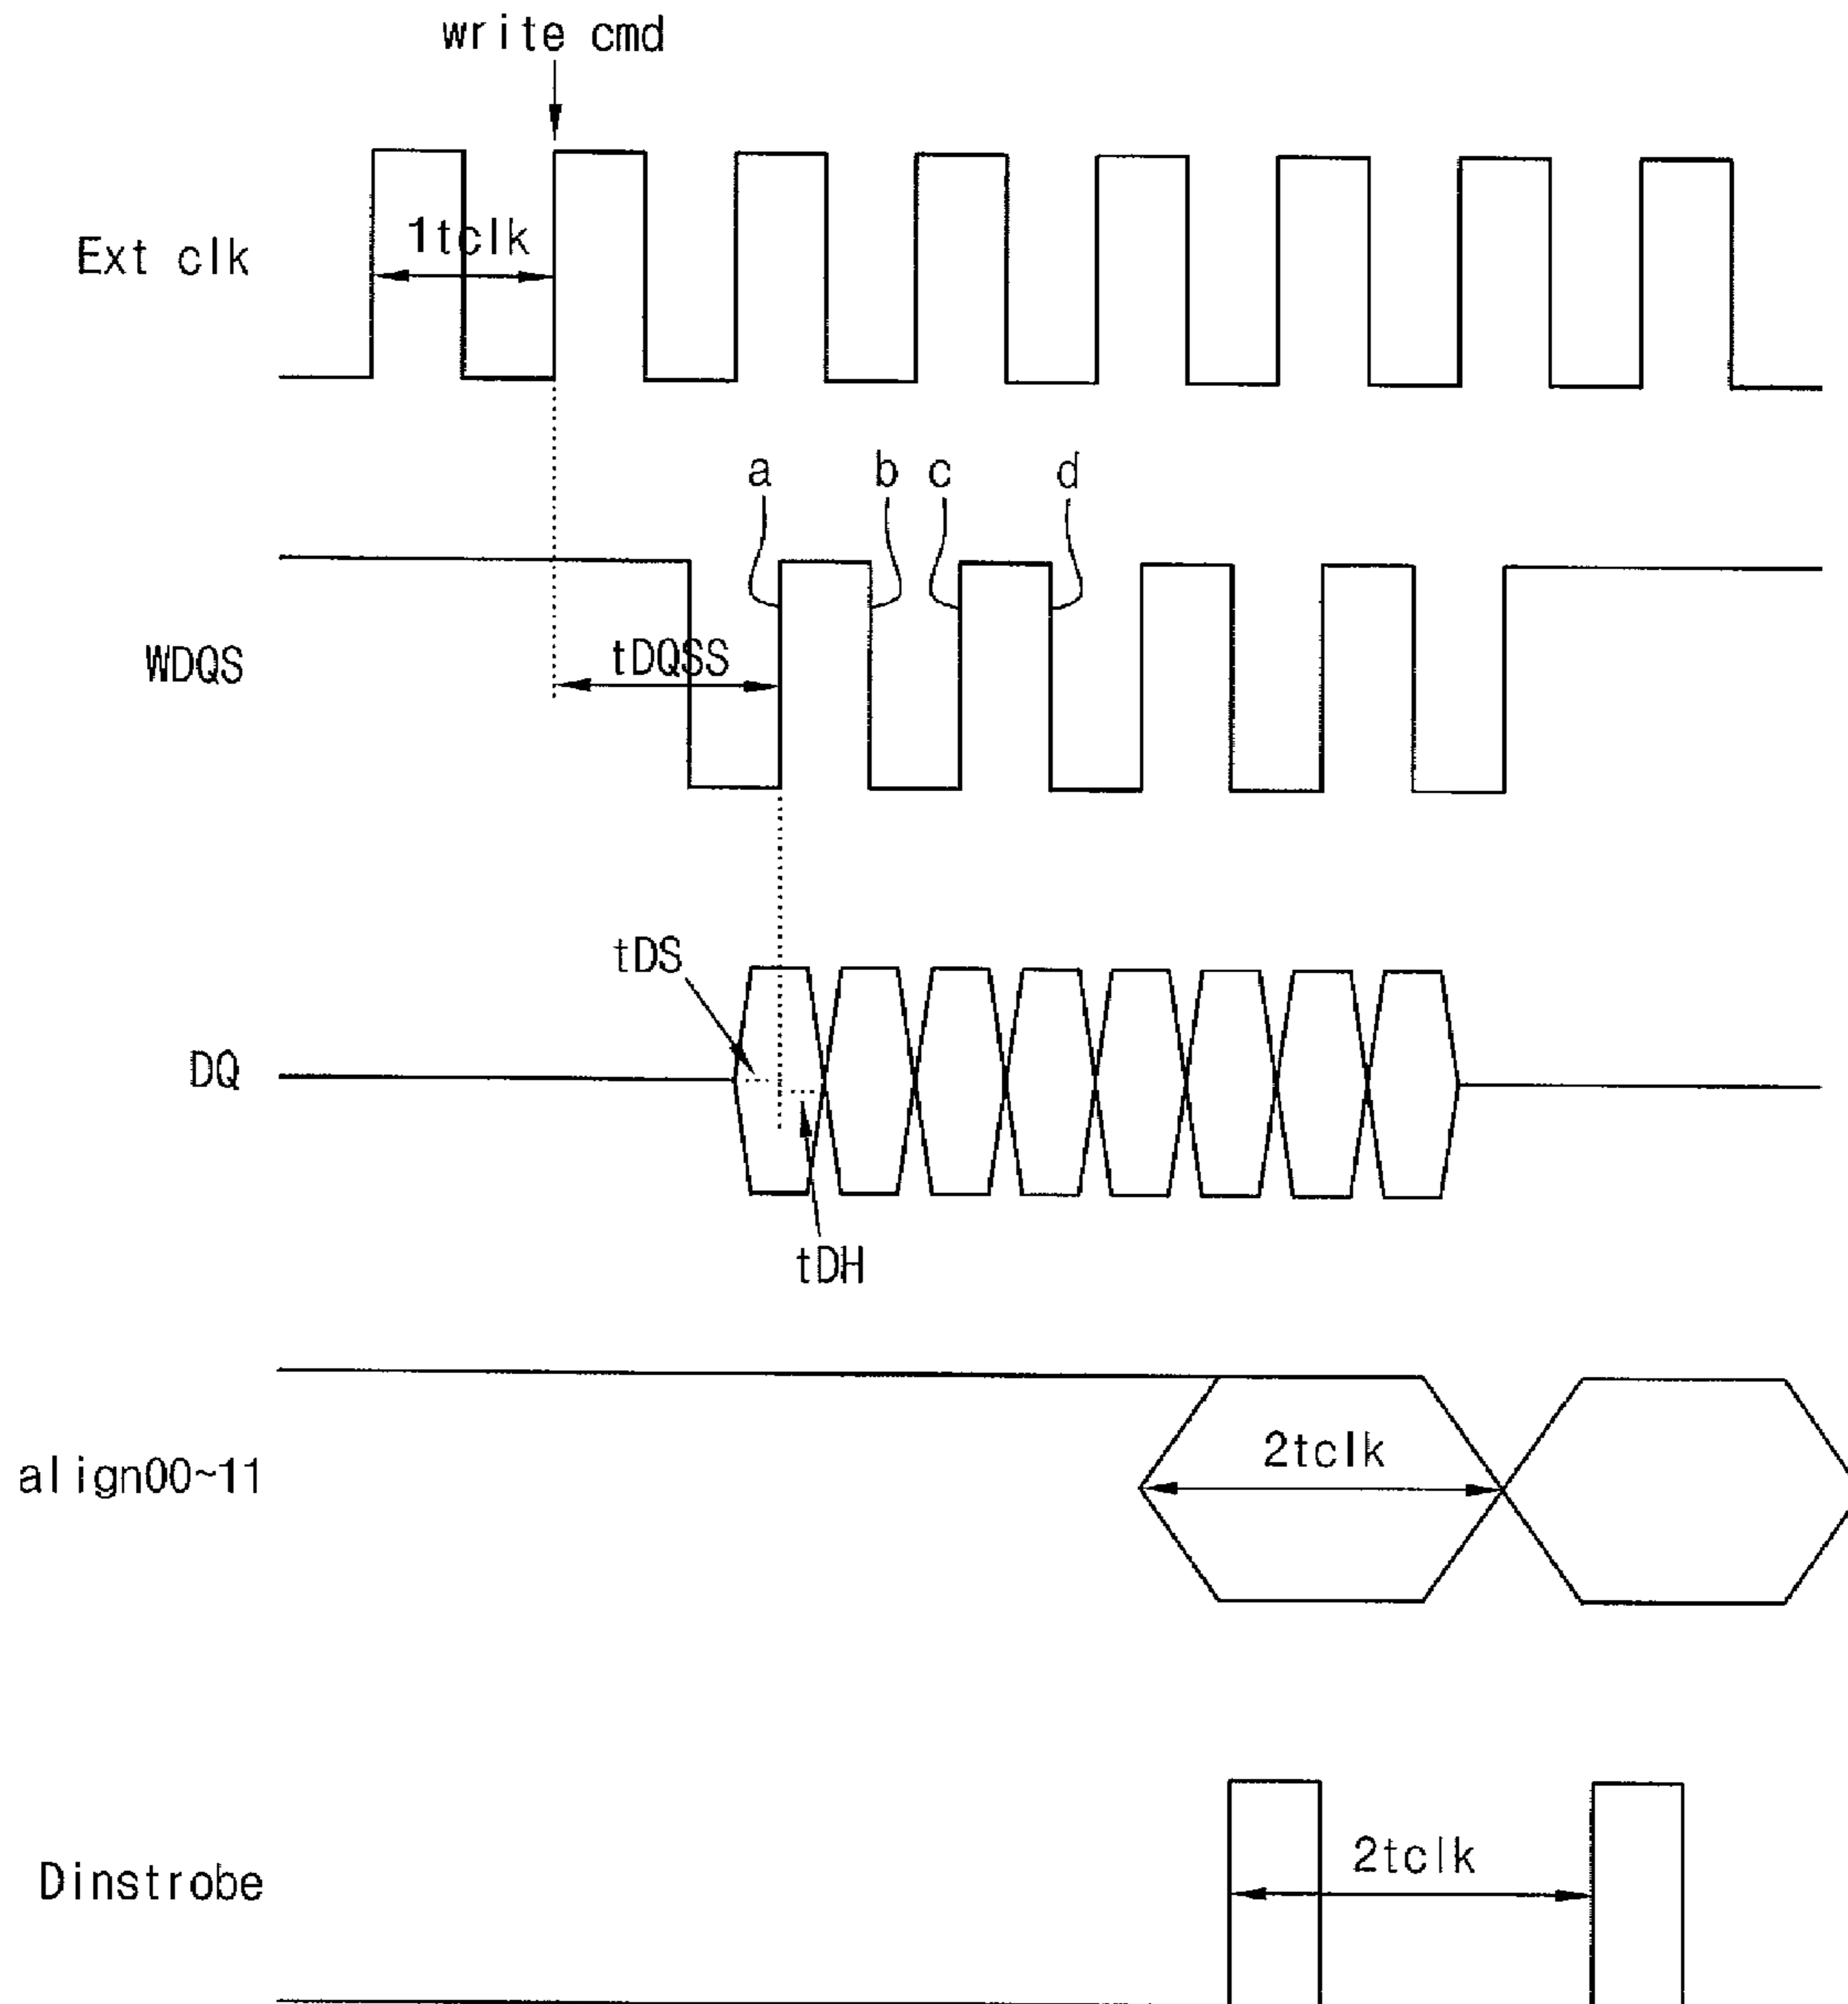 write cmd
1tclk
Ext clk
a b c d
tDQSS
WDQS
tDS
DQ
tDH
2tclk
align00~11
2tclk
Dinstrobe